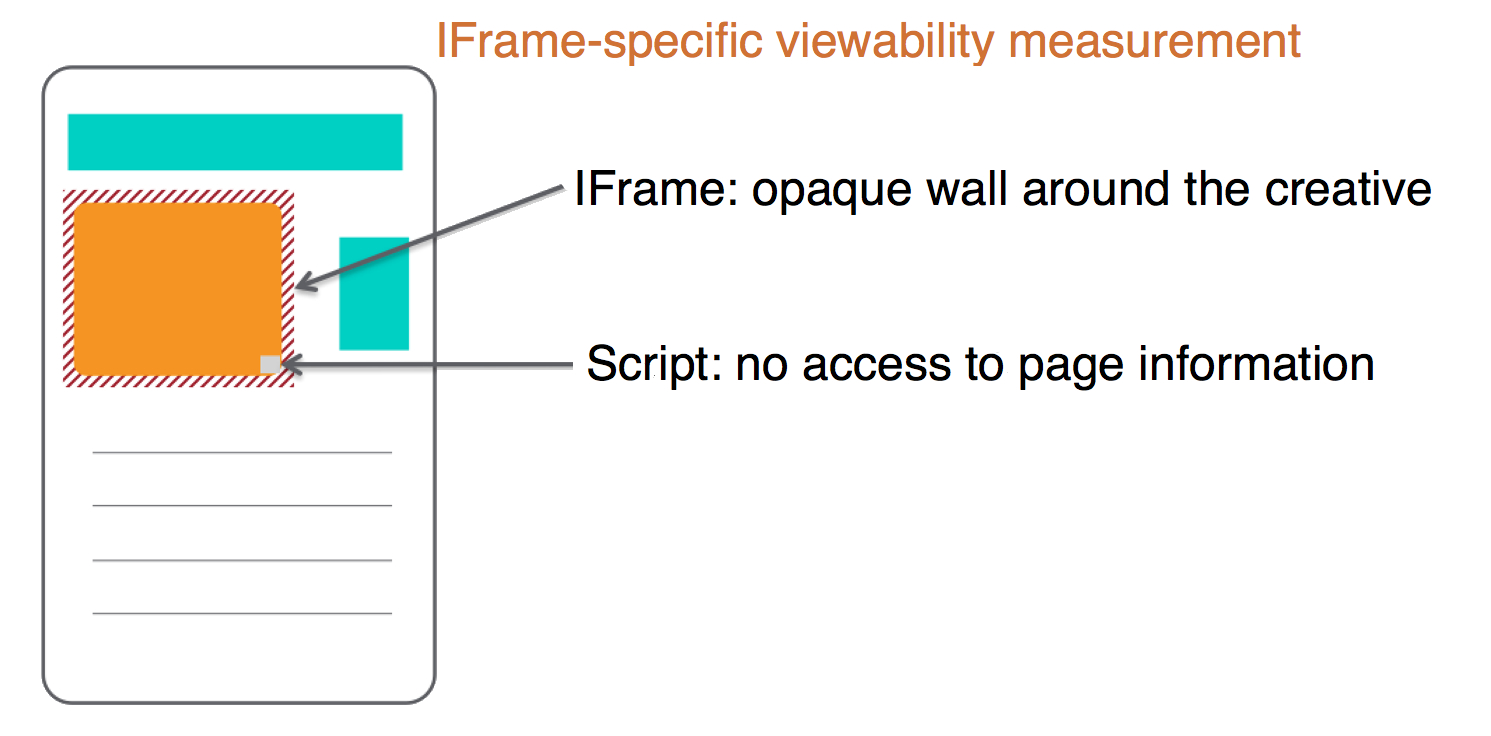 IFrame-specific viewability measurement
IFrame: opaque wall around the creative
Script: no access to page information